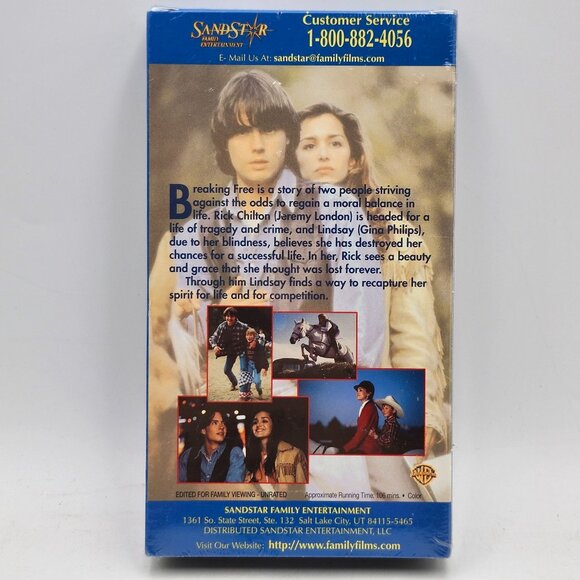 SANDSTAR
FAMILY
ENTERTAINMENT
Customer Service
1-800-882-4056
E- Mail Us At: sandstar@familyfilms.com
Breaking Free is a story of two people striving
against the odds to regain a moral balance in
life. Rick Chilton (Jeremy London) is headed for a
life of tragedy and crime, and Lindsay (Gina Philips),
due to her blindness, believes she has destroyed her
chances for a successful life. In her, Rick sees a beauty
and grace that she thought was lost forever.
Through him Lindsay finds a way to recapture her
spirit for life and for competition.
EDITED FOR FAMILY VIEWING - UNRATED
Approximate Running Time, 106 mins. • Color
SANDSTAR FAMILY ENTERTAINMENT
1361 So. State Street, Ste. 132 Salt Lake City, UT 84115-5465
DISTRIBUTED SANDSTAR ENTERTAINMENT, LLC
Visit Our Website: http://www.familyfilms.com